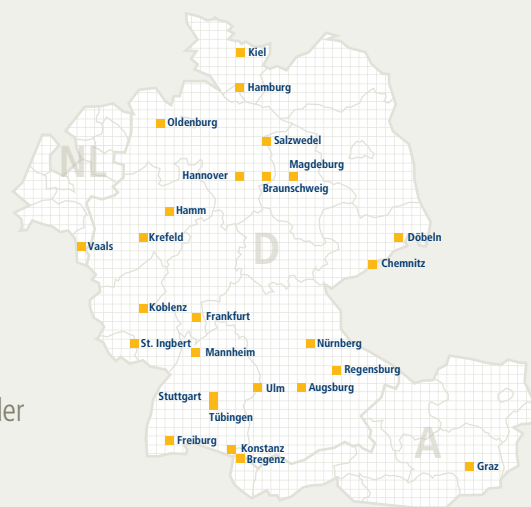 Kiel
Hamburg
Oldenburg
Salzwedel
NL
Magdeburg
Hannover
Braunschweig
Hamm
Krefeld
Döbeln
Vaals
D
Chemnitz
Koblenz
Frankfurt
St. Ingbert
Nürnberg
Mannheim
Regensburg
Ulm
Augsburg
Stuttgart
ler
Tübingen
Freiburg
A
Konstanz
Bregenz
Graz